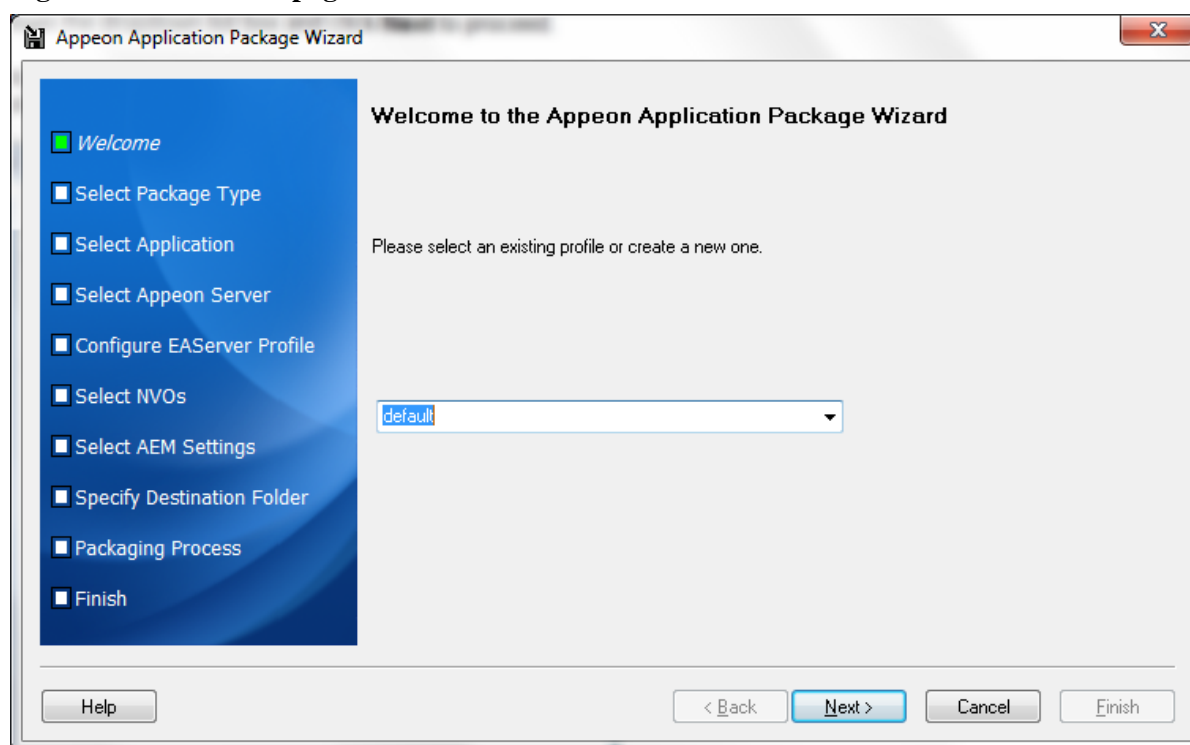 Appeon Application Package Wizard
Welcome to the Appeon Application Package Wizard
Welcome
Select Package Type
Select Application
Select Appeon Server
Configure EAServer Profile
Select NVOs
Select AEM Settings
Specify Destination Folder
Packaging Process
Finish
Please select an existing profile or create a new one.
default
Help
< Back
Next >
Cancel
Finish